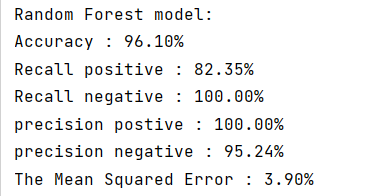 Random Forest model:
Accuracy : 96.10%
Recall positive : 82.35%
Recall negative : 100.00%
precision postive : 100.00%
precision negative : 95.24%
The Mean Squared Error : 3.90%